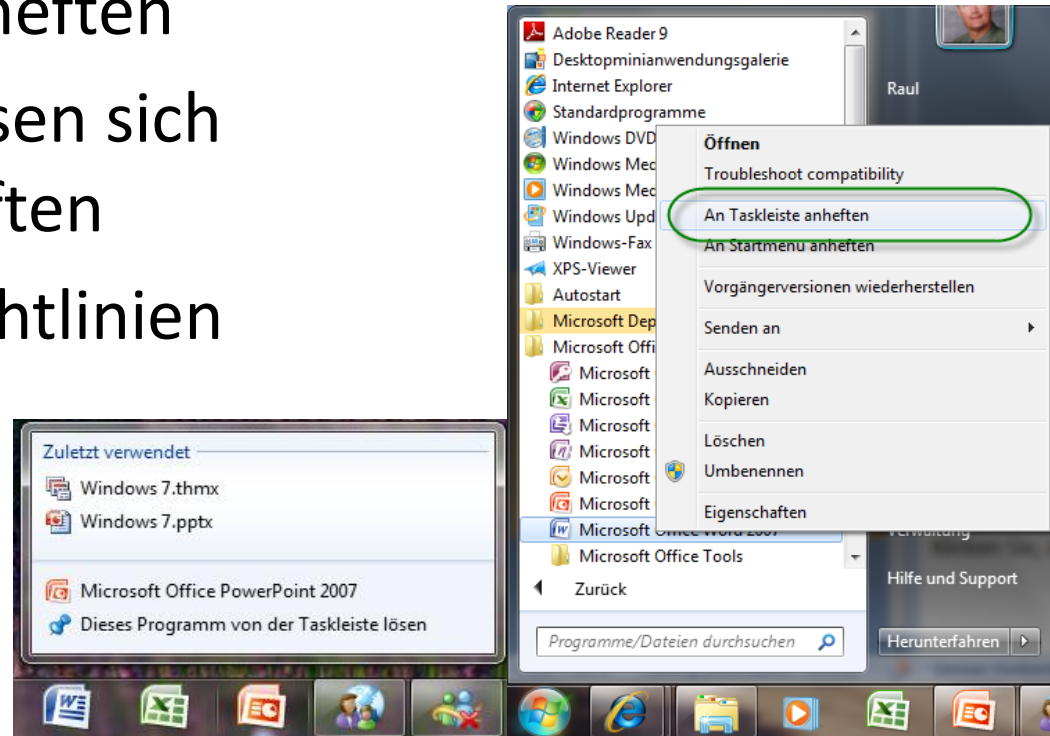 heften
sen sich
ften
htlinien
Zuletzt verwendet
Windows 7.thmx
Windows 7.pptx
Microsoft Office PowerPoint 2007
Dieses Programm von der Taskleiste lösen
Adobe Reader 9
Desktopminianwendungsgalerie
Internet Explorer
Standardprogramme
Windows DVD
Windows Med
Windows Med
Windows Upd
Windows-Fax
XPS-Viewer
Autostart
Microsoft Dep
Microsoft Offi
Microsoft
Microsoft
Microsoft
Microsoft
Microsoft
Microsoft
Microsoft Office Word 2007
Microsoft Office Tools
Zurück
Programme/Dateien durchsuchen
Öffnen
Troubleshoot compatibility
An Taskleiste anheften
An Startmenü anheften
Vorgängerversionen wiederherstellen
Senden an
Ausschneiden
Kopieren
Löschen
Umbenennen
Eigenschaften
Raul
Verwaltung
Hilfe und Support
Herunterfahren